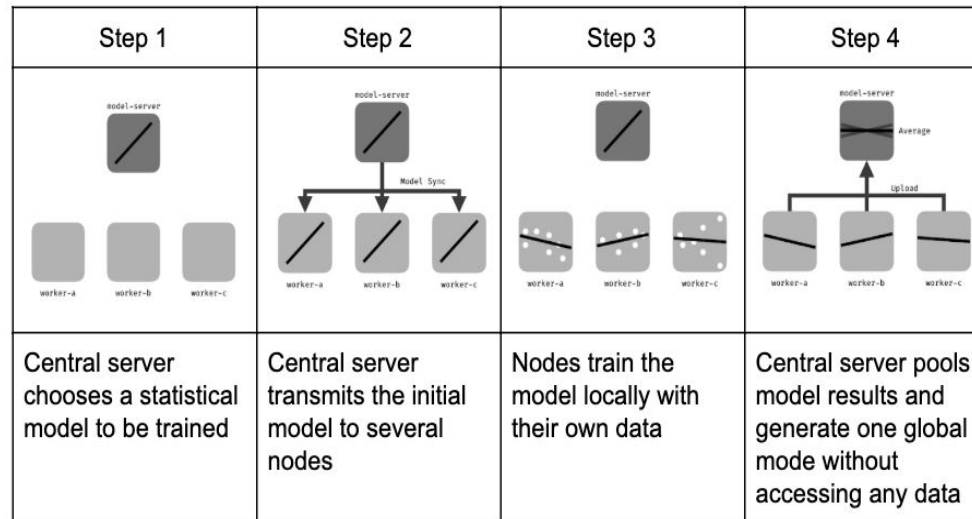 Step 1
Step 2
Step 3
Step 4
model-server
worker-a
worker-b
worker-c
model-server
Model Sync
worker-a
worker-b
worker-c
model-server
worker-a
worker-b
worker-c
model-server
Average
Upload
worker-a
worker-b
worker-c
Central server
chooses a statistical
model to be trained
Central server
transmits the initial
model to several
nodes
Nodes train the
model locally with
their own data
Central server pools
model results and
generate one global
mode without
accessing any data